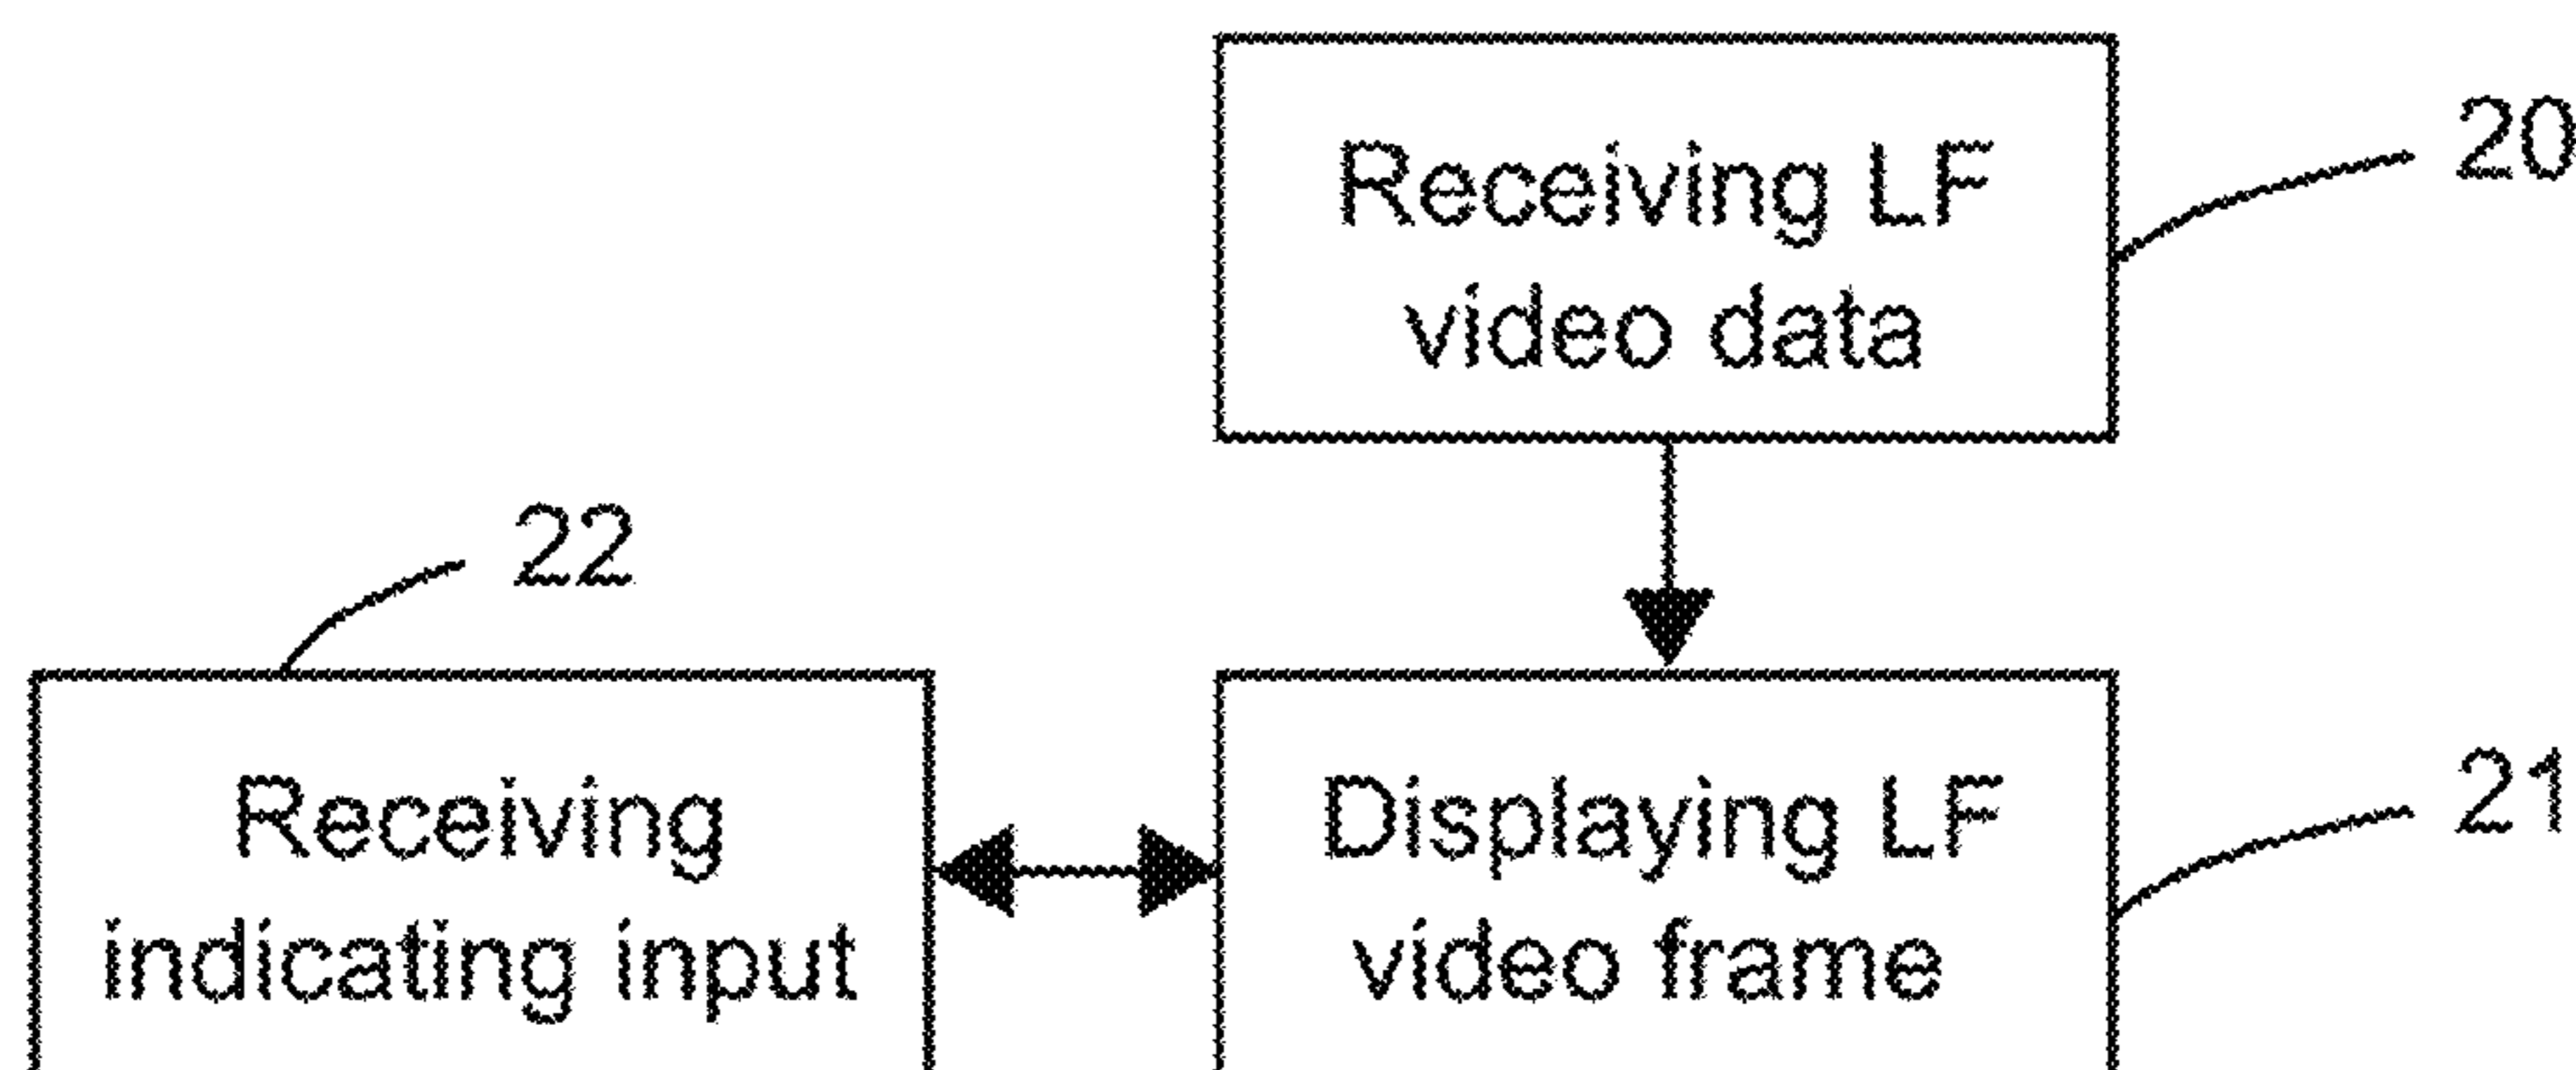 Receiving LF
video data
20
22
Receiving
indicating input
Displaying LF
video frame
21